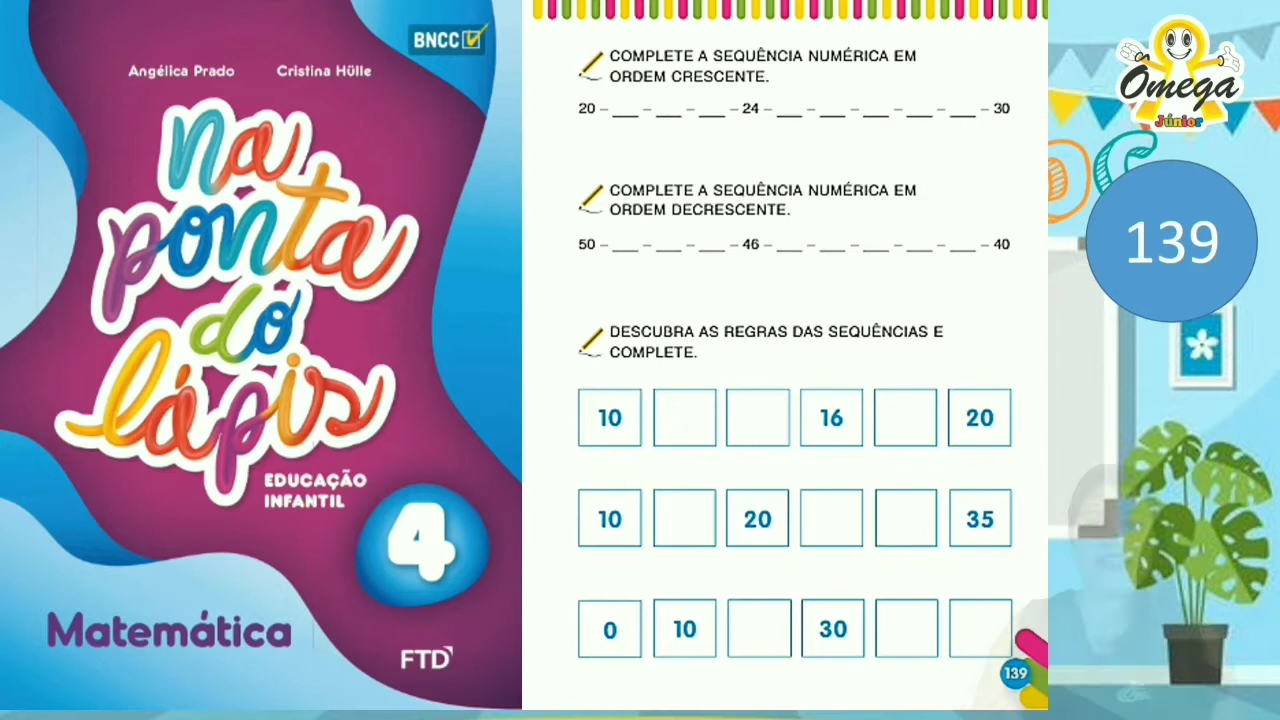 BNCC
Angélica Prado Cristina Hülle
na
ponta
do
lápis
EDUCAÇÃO
INFANTIL
4
Matemática
FTD
COMPLETE A SEQUÊNCIA NUMÉRICA EM
ORDEM CRESCENTE.
20 – ___ – ___ – ___ – 24 – ___ – ___ – ___ – ___ – ___ – 30
COMPLETE A SEQUÊNCIA NUMÉRICA EM
ORDEM DECRESCENTE.
50 – ___ – ___ – ___ – 46 – ___ – ___ – ___ – ___ – ___ – 40
DESCUBRA AS REGRAS DAS SEQUÊNCIAS E
COMPLETE.
10 16 20
10 20 35
0 10 30
139
Omega
Júnior
139